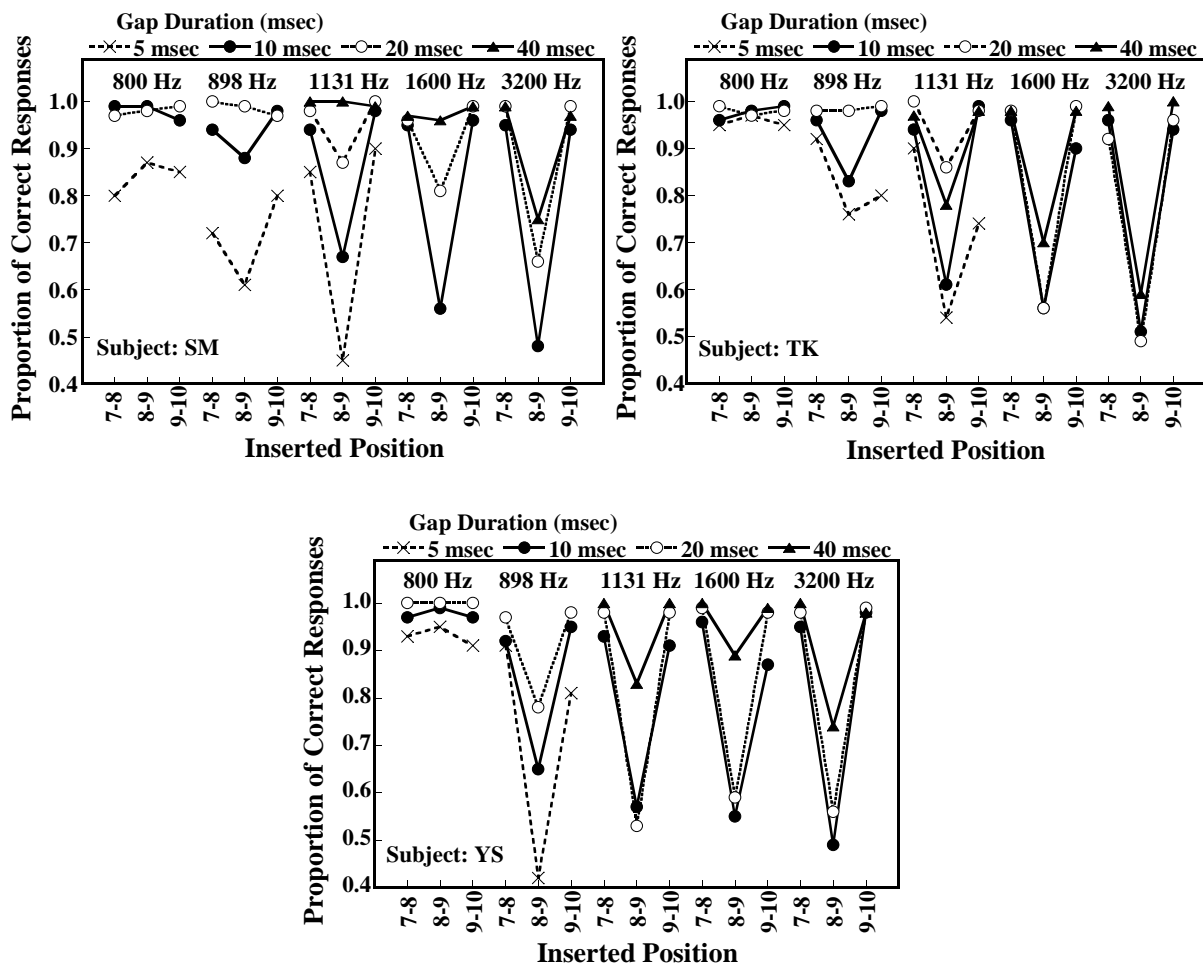 Gap Duration (msec)
5 msec 10 msec 20 msec 40 msec
800 Hz 898 Hz 1131 Hz 1600 Hz 3200 Hz
Proportion of Correct Responses
1.0
0.9
0.8
0.7
0.6
0.5
0.4
Subject: SM
7-8 8-9 9-10 7-8 8-9 9-10 7-8 8-9 9-10 7-8 8-9 9-10 7-8 8-9 9-10
Inserted Position
Gap Duration (msec)
5 msec 10 msec 20 msec 40 msec
800 Hz 898 Hz 1131 Hz 1600 Hz 3200 Hz
Proportion of Correct Responses
1.0
0.9
0.8
0.7
0.6
0.5
0.4
Subject: TK
7-8 8-9 9-10 7-8 8-9 9-10 7-8 8-9 9-10 7-8 8-9 9-10 7-8 8-9 9-10
Inserted Position
Gap Duration (msec)
5 msec 10 msec 20 msec 40 msec
800 Hz 898 Hz 1131 Hz 1600 Hz 3200 Hz
Proportion of Correct Responses
1.0
0.9
0.8
0.7
0.6
0.5
0.4
Subject: YS
7-8 8-9 9-10 7-8 8-9 9-10 7-8 8-9 9-10 7-8 8-9 9-10 7-8 8-9 9-10
Inserted Position